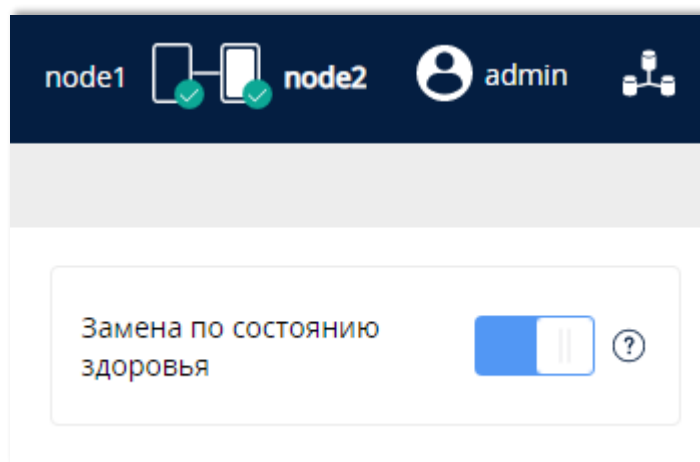 node1 node2 admin
Замена по состоянию
здоровья
?